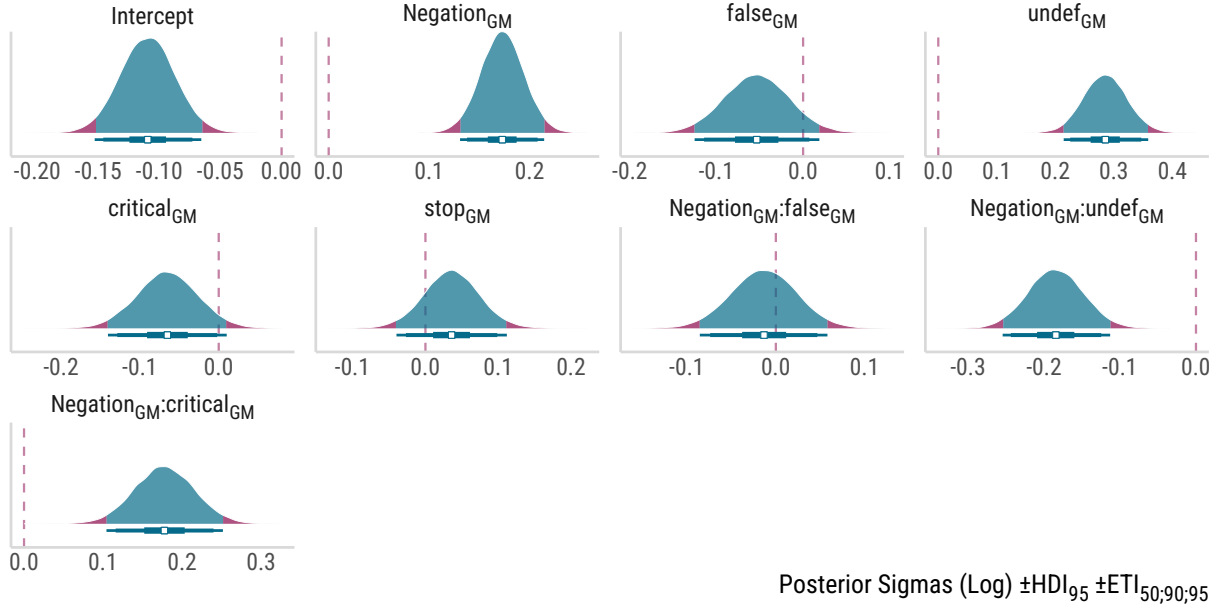 Intercept Negation_GM false_GM undef_GM
-0.20 -0.15 -0.10 -0.05 0.00 0.0 0.1 0.2 -0.2 -0.1 0.0 0.1 0.0 0.1 0.2 0.3 0.4
critical_GM stop_GM Negation_GM:false_GM Negation_GM:undef_GM
-0.2 -0.1 0.0 -0.1 0.0 0.1 0.2 -0.1 0.0 0.1 -0.3 -0.2 -0.1 0.0
Negation_GM:critical_GM
0.0 0.1 0.2 0.3
Posterior Sigmas (Log) ±HDI_95 ±ETI_50;90;95